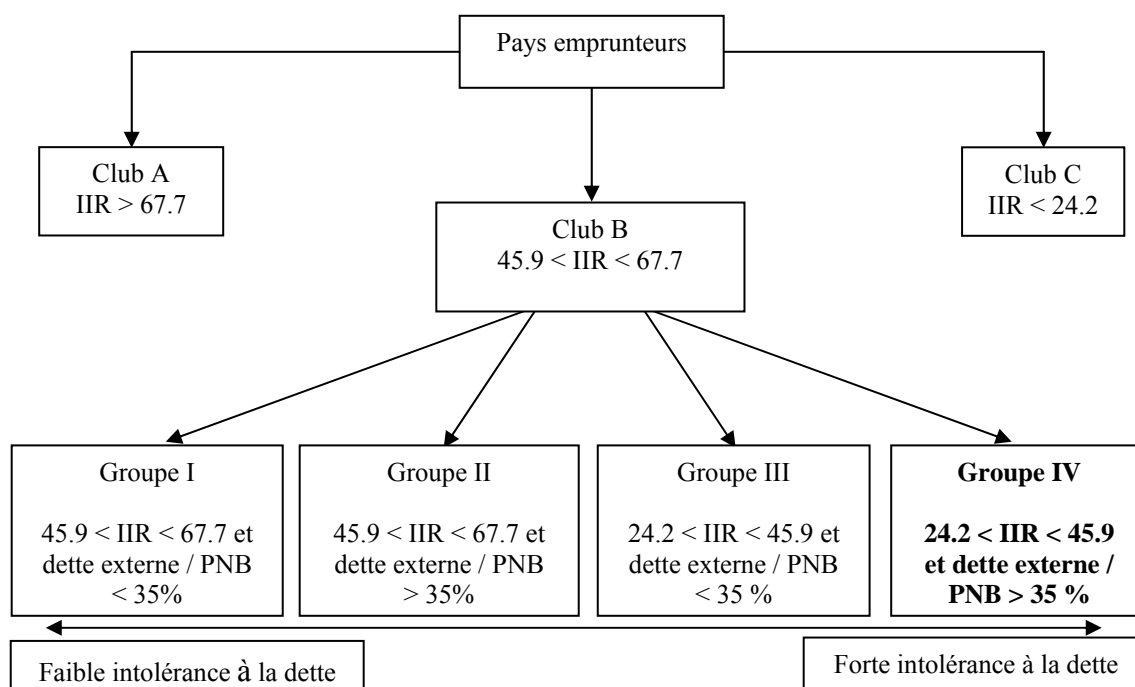 Pays emprunteurs
Club A
IIR > 67.7
Club C
IIR < 24.2
Club B
45.9 < IIR < 67.7
Groupe I
45.9 < IIR < 67.7 et
dette externe / PNB
< 35%
Groupe II
45.9 < IIR < 67.7 et
dette externe / PNB
> 35%
Groupe III
24.2 < IIR < 45.9 et
dette externe / PNB
< 35 %
Groupe IV
24.2 < IIR < 45.9
et dette externe /
PNB > 35 %
Faible intolérance à la dette
Forte intolérance à la dette